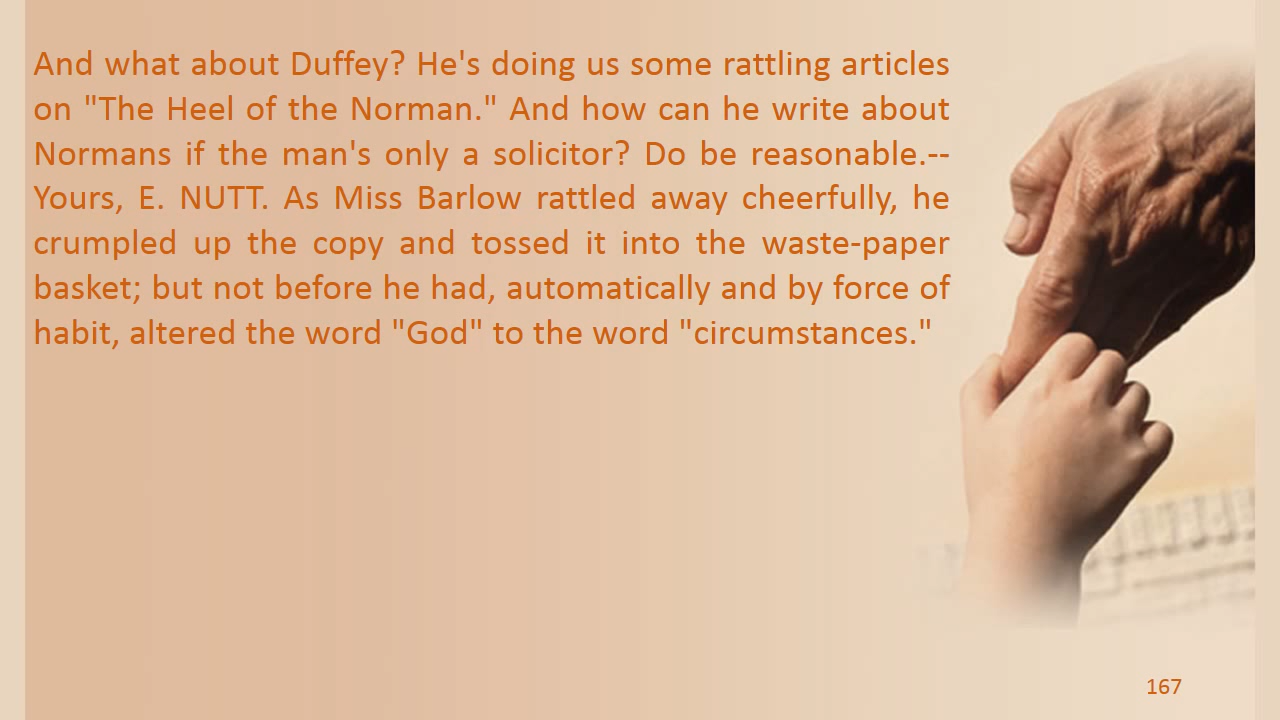 And what about Duffey? He's doing us some rattling articles
on "The Heel of the Norman." And how can he write about
Normans if the man's only a solicitor? Do be reasonable.--
Yours, E. NUTT. As Miss Barlow rattled away cheerfully, he
crumpled up the copy and tossed it into the waste-paper
basket; but not before he had, automatically and by force of
habit, altered the word "God" to the word "circumstances."
167